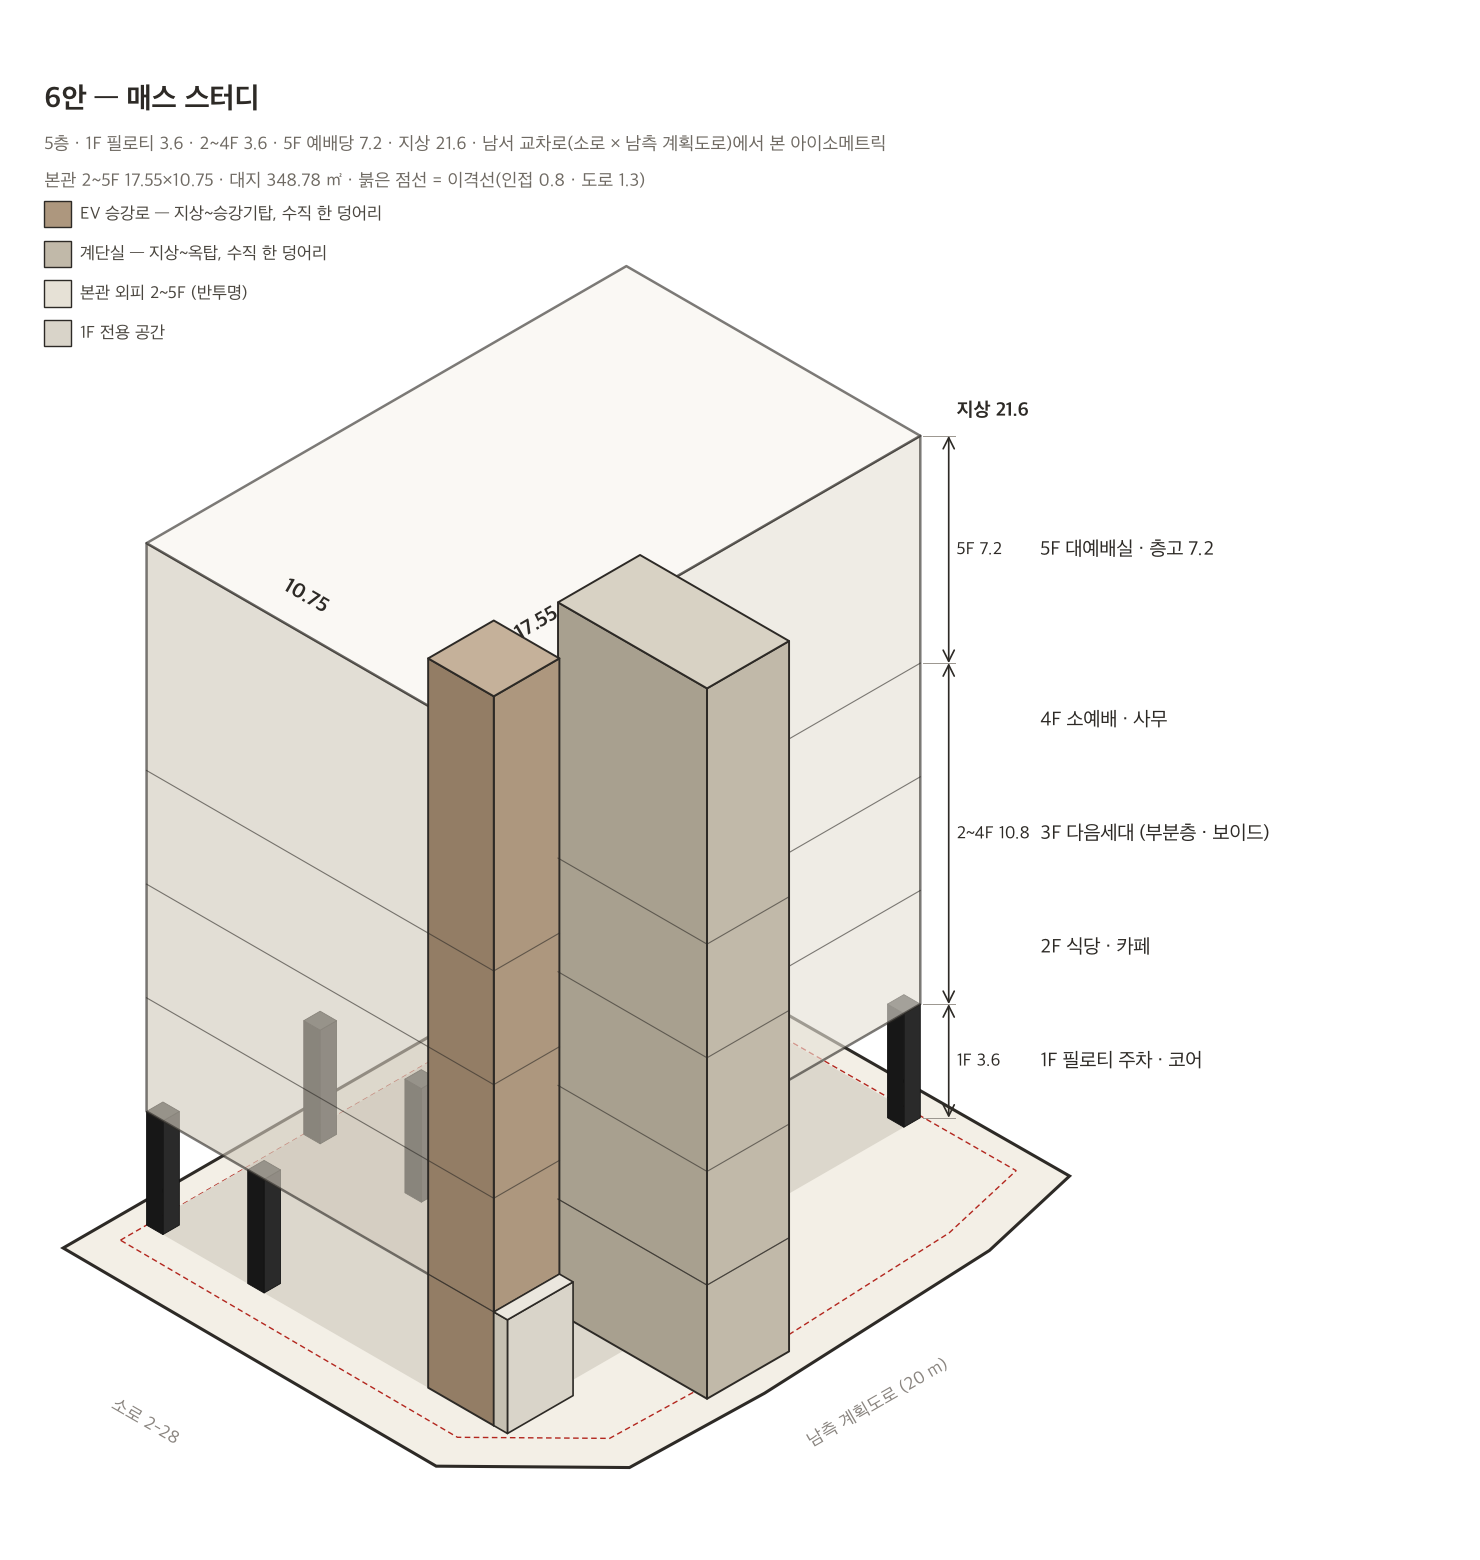 6안 — 매스 스터디
5층 · 1F 필로티 3.6 · 2~4F 3.6 · 5F 예배당 7.2 · 지상 21.6 · 남서 교차로(소로 × 남측 계획도로)에서 본 아이소메트릭
본관 2~5F 17.55×10.75 · 대지 348.78 ㎡ · 붉은 점선 = 이격선(인접 0.8 · 도로 1.3)
EV 승강로 — 지상~승강기탑, 수직 한 덩어리
계단실 — 지상~옥탑, 수직 한 덩어리
본관 외피 2~5F (반투명)
1F 전용 공간
지상 21.6
5F 7.2
5F 대예배실 · 층고 7.2
10.75
17.55
4F 소예배 · 사무
2~4F 10.8
3F 다음세대 (부분층 · 보이드)
2F 식당 · 카페
1F 3.6
1F 필로티 주차 · 코어
소로 2-28
남측 계획도로 (20 m)